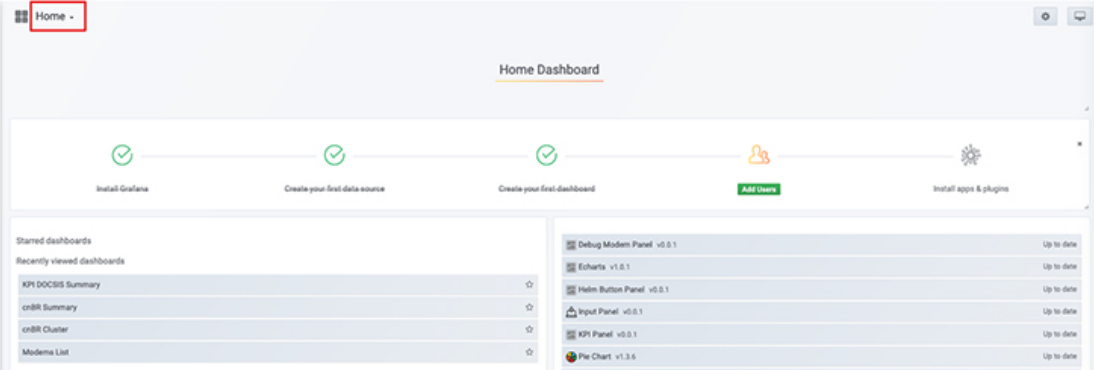 Home
Home Dashboard
Install Grafana
Create your first data source
Create your first dashboard
Add Users
Install apps & plugins
Starred dashboards
Recently viewed dashboards
KPI DOCSIS Summary
cnBR Summary
cnBR Cluster
Modems List
Debug Modem Panel v0.0.1 Up to date
Echarts v1.0.1 Up to date
Helm Button Panel v0.0.1 Up to date
Input Panel v0.0.1 Up to date
KPI Panel v0.0.1 Up to date
Pie Chart v1.3.6 Up to date